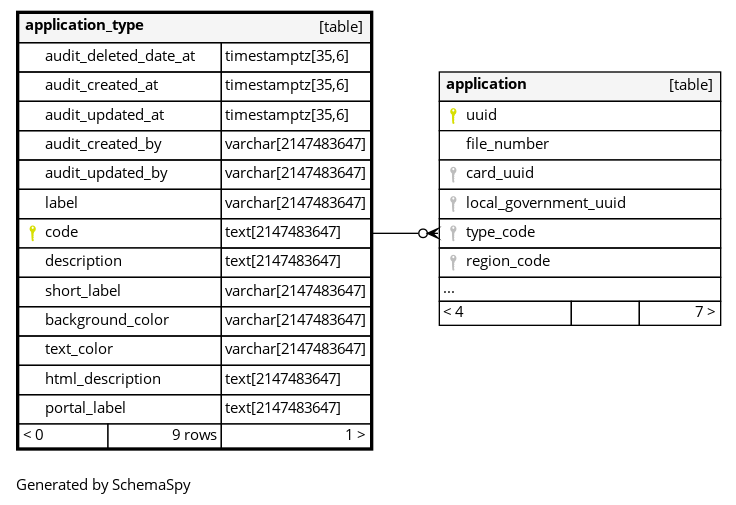 application_type [table]
audit_deleted_date_at timestamptz[35,6]
audit_created_at timestamptz[35,6]
audit_updated_at timestamptz[35,6]
audit_created_by varchar[2147483647]
audit_updated_by varchar[2147483647]
label varchar[2147483647]
code text[2147483647]
description text[2147483647]
short_label varchar[2147483647]
background_color varchar[2147483647]
text_color varchar[2147483647]
html_description text[2147483647]
portal_label text[2147483647]
< 0 9 rows 1 >
application [table]
uuid
file_number
card_uuid
local_government_uuid
type_code
region_code
...
< 4 7 >
Generated by SchemaSpy